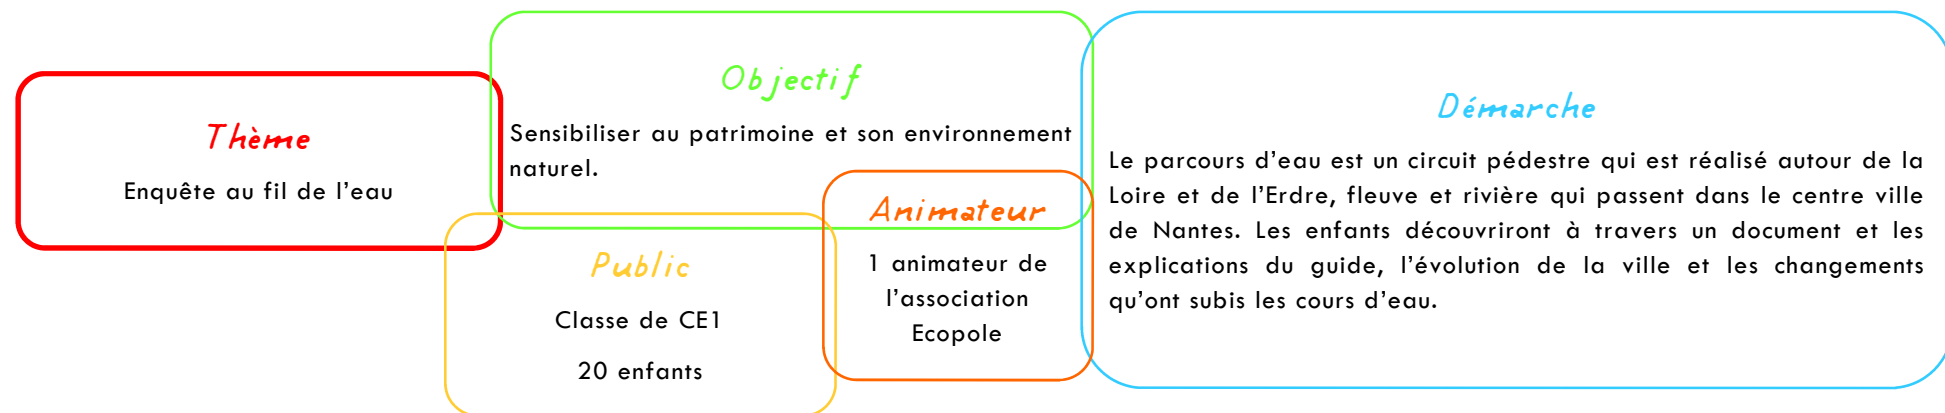 Thème
Enquête au fil de l’eau
Objectif
Sensibiliser au patrimoine et son environnement
naturel.
Public
Classe de CE1
20 enfants
Animateur
1 animateur de
l’association
Ecopole
Démarche
Le parcours d’eau est un circuit pédestre qui est réalisé autour de la
Loire et de l’Erdre, fleuve et rivière qui passent dans le centre ville
de Nantes. Les enfants découvriront à travers un document et les
explications du guide, l’évolution de la ville et les changements
qu’ont subis les cours d’eau.